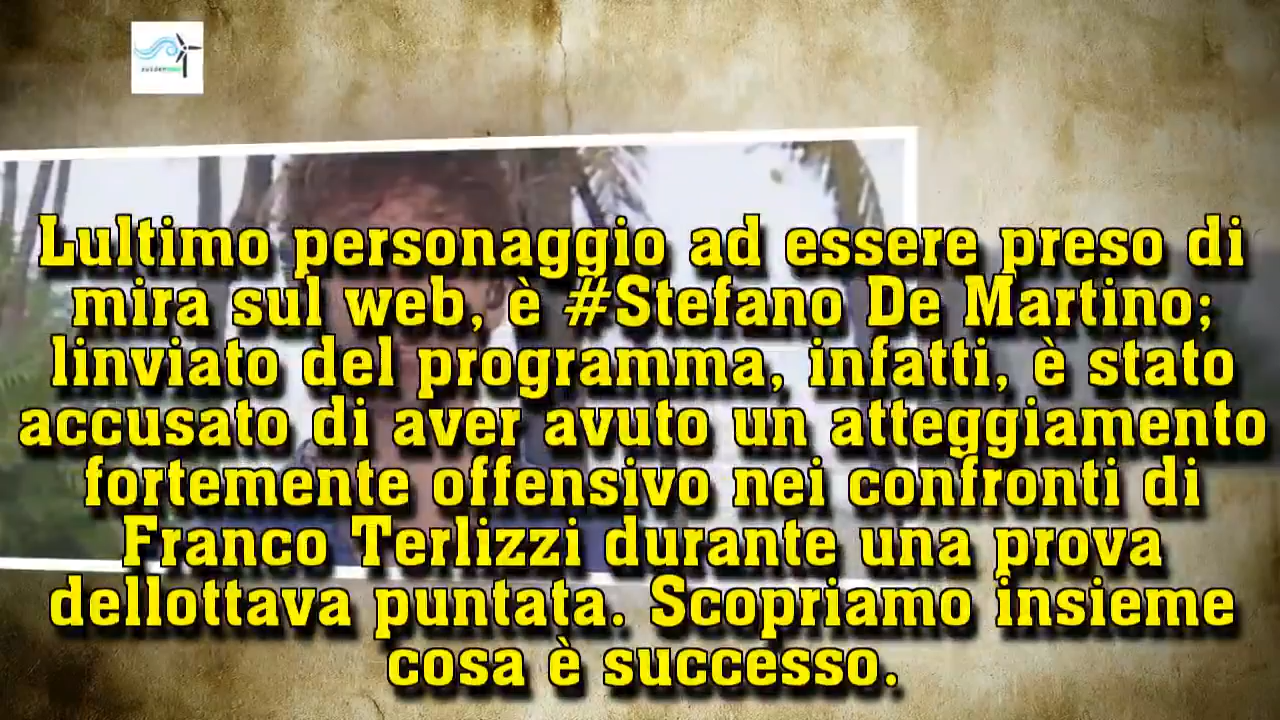 Lultimo personaggio ad essere preso di
mira sul web, è #Stefano De Martino;
linviato del programma, infatti, è stato
accusato di aver avuto un atteggiamento
fortemente offensivo nei confronti di
Franco Terlizzi durante una prova
dellottava puntata. Scopriamo insieme
cosa è successo.